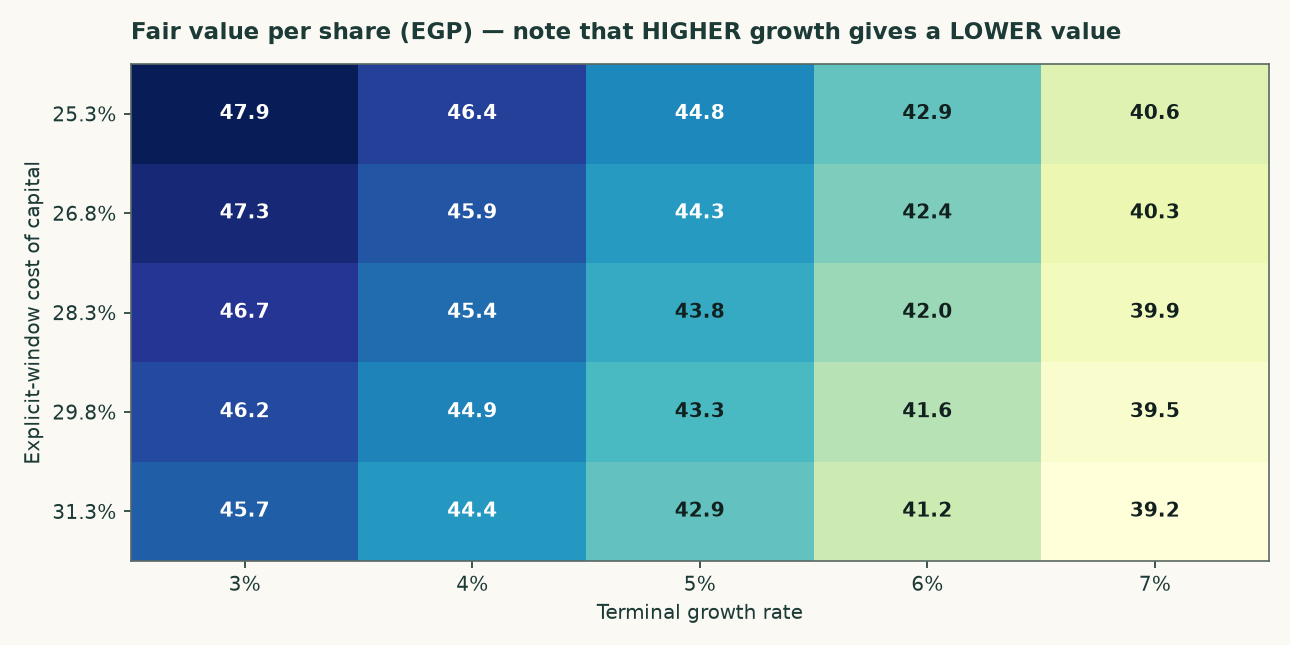 Fair value per share (EGP) — note that HIGHER growth gives a LOWER value
Explicit-window cost of capital
25.3% 47.9 46.4 44.8 42.9 40.6
26.8% 47.3 45.9 44.3 42.4 40.3
28.3% 46.7 45.4 43.8 42.0 39.9
29.8% 46.2 44.9 43.3 41.6 39.5
31.3% 45.7 44.4 42.9 41.2 39.2
3% 4% 5% 6% 7%
Terminal growth rate